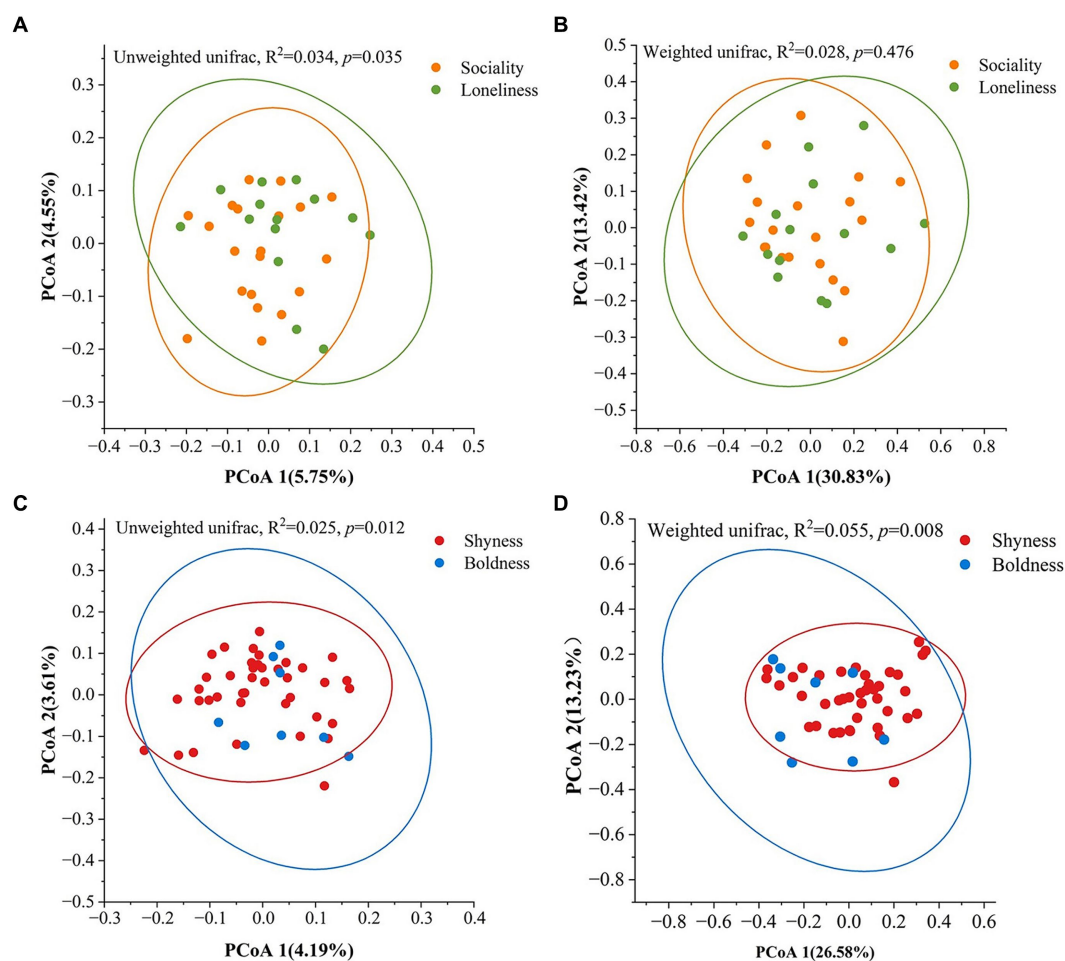 A
Unweighted unifrac, R²=0.034, p=0.035
Sociality
Loneliness
0.3
0.2
0.1
0.0
−0.1
−0.2
−0.3
PCoA 2(4.55%)
−0.4 −0.3 −0.2 −0.1 0.0 0.1 0.2 0.3 0.4 0.5
PCoA 1(5.75%)
B
Weighted unifrac, R²=0.028, p=0.476
Sociality
Loneliness
0.5
0.4
0.3
0.2
0.1
0.0
−0.1
−0.2
−0.3
−0.4
−0.5
PCoA 2(13.42%)
−0.8 −0.6 −0.4 −0.2 0.0 0.2 0.4 0.6 0.8
PCoA 1(30.83%)
C
Unweighted unifrac, R²=0.025, p=0.012
Shyness
Boldness
0.4
0.3
0.2
0.1
0.0
−0.1
−0.2
−0.3
−0.4
−0.5
PCoA 2(3.61%)
−0.3 −0.2 −0.1 0.0 0.1 0.2 0.3 0.4
PCoA 1(4.19%)
D
Weighted unifrac, R²=0.055, p=0.008
Shyness
Boldness
0.8
0.6
0.4
0.2
0.0
−0.2
−0.4
−0.6
−0.8
PCoA 2(13.23%）
−0.8 −0.6 −0.4 −0.2 0.0 0.2 0.4 0.6
PCoA 1(26.58%)